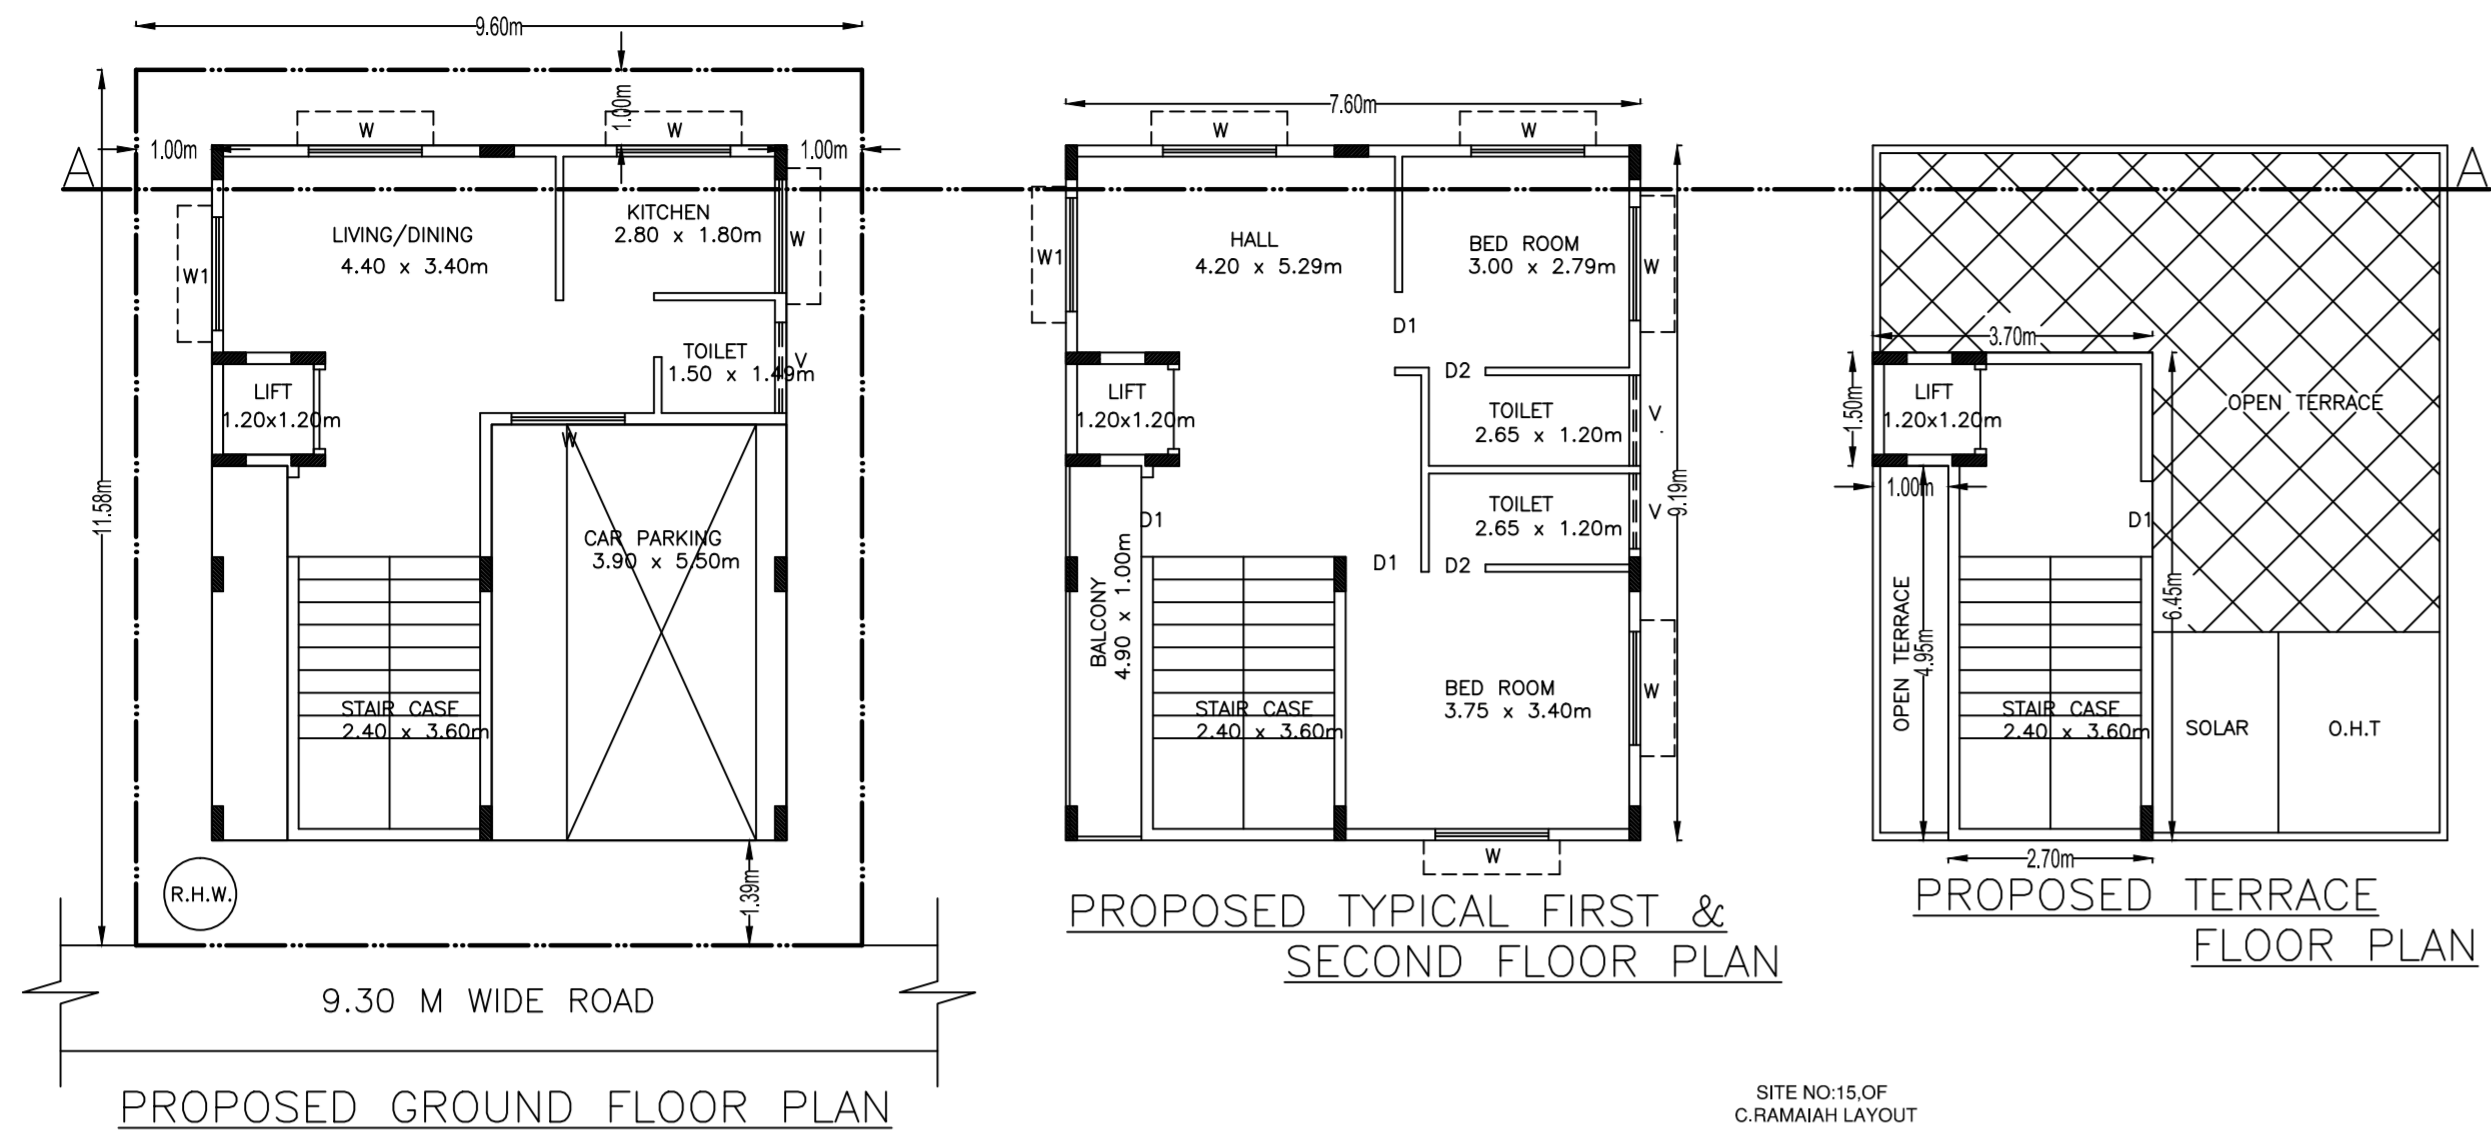 9.60m
1.00m
W
W
1.00m
1.00m
A
KITCHEN
2.80 x 1.80m
LIVING/DINING
4.40 x 3.40m
W
W1
TOILET
1.50 x 1.49m
V
LIFT
1.20x1.20m
W
11.58m
CAR PARKING
3.90 x 5.50m
STAIR CASE
2.40 x 3.60m
R.H.W.
1.39m
9.30 M WIDE ROAD
PROPOSED GROUND FLOOR PLAN
7.60m
W
W
HALL
4.20 x 5.29m
BED ROOM
3.00 x 2.79m
W1
W
D1
D2
LIFT
1.20x1.20m
TOILET
2.65 x 1.20m
V
TOILET
2.65 x 1.20m
V
9.19m
D1
D1
D2
BALCONY
4.90 x 1.00m
STAIR CASE
2.40 x 3.60m
BED ROOM
3.75 x 3.40m
W
W
PROPOSED TYPICAL FIRST &
SECOND FLOOR PLAN
A
3.70m
1.50m
LIFT
1.20x1.20m
OPEN TERRACE
1.00m
D1
6.45m
OPEN TERRACE
4.95m
STAIR CASE
2.40 x 3.60m
SOLAR
O.H.T
2.70m
PROPOSED TERRACE
FLOOR PLAN
SITE NO:15,OF
C.RAMAIAH LAYOUT